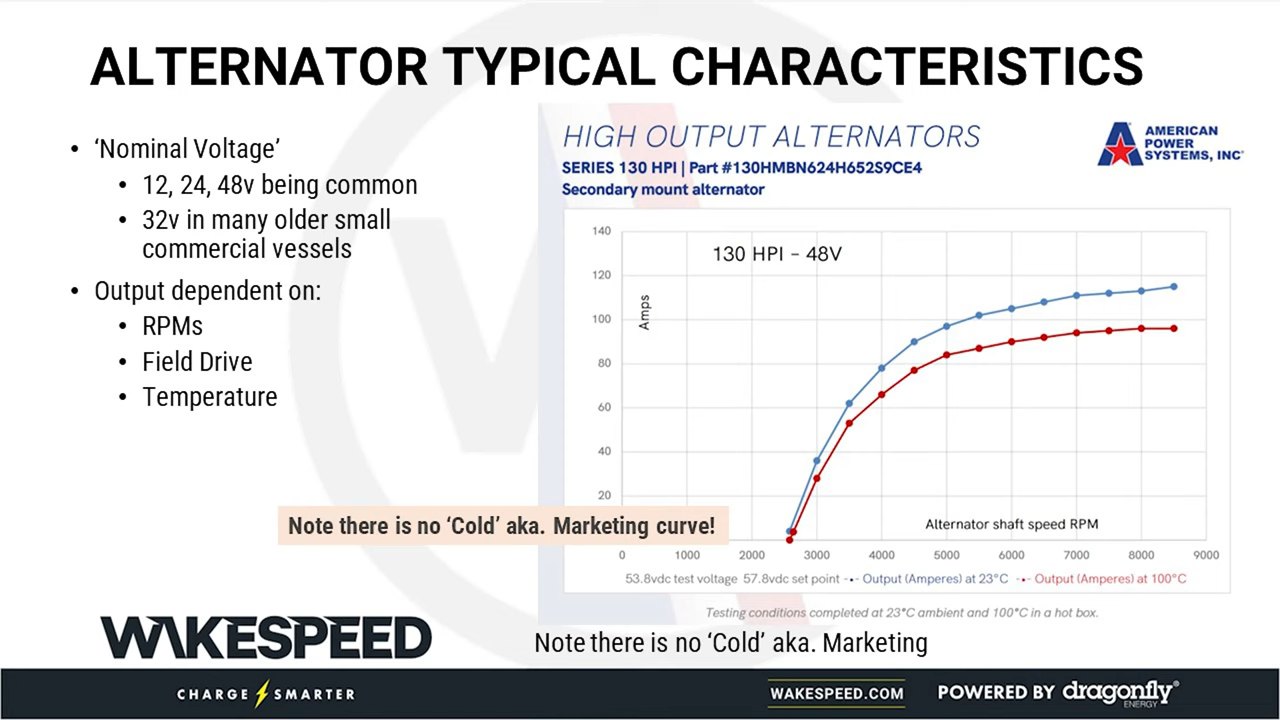 ALTERNATOR TYPICAL CHARACTERISTICS
• ‘Nominal Voltage’
• 12, 24, 48v being common
• 32v in many older small
commercial vessels
• Output dependent on:
• RPMs
• Field Drive
• Temperature
HIGH OUTPUT ALTERNATORS
SERIES 130 HPI | Part #130HMBN624H652S9CE4
Secondary mount alternator
AMERICAN
POWER
SYSTEMS, INC®
130 HPI – 48V
Amps
140
120
100
80
60
40
20
Alternator shaft speed RPM
0 1000 2000 3000 4000 5000 6000 7000 8000 9000
53.8vdc test voltage 57.8vdc set point Output (Amperes) at 23°C Output (Amperes) at 100°C
Testing conditions completed at 23°C ambient and 100°C in a hot box.
Note there is no ‘Cold’ aka. Marketing curve!
Note there is no ‘Cold’ aka. Marketing
WAKESPEED
CHARGE SMARTER
WAKESPEED.COM
POWERED BY dragonfly®
ENERGY